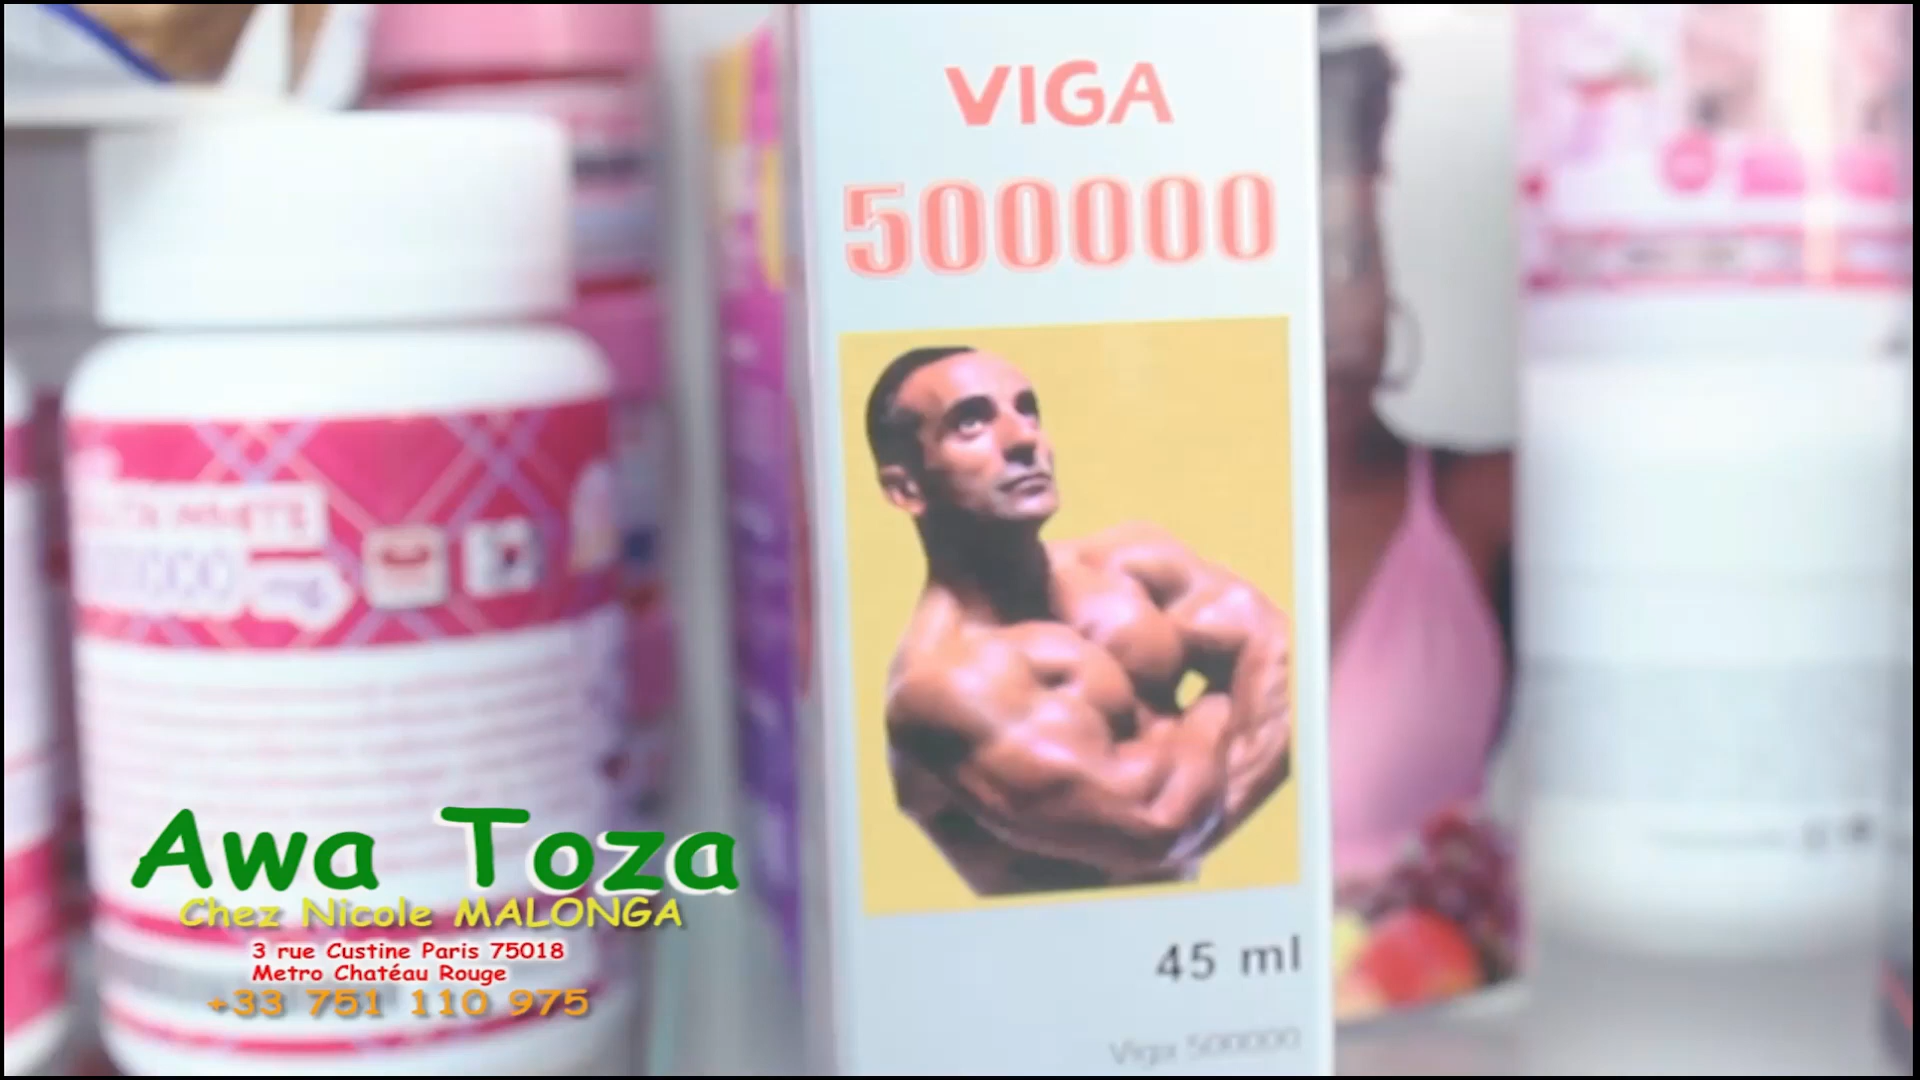 VIGA
500000
45 ml
Viga 500000
Awa Toza
Chez Nicole MALONGA
3 rue Custine Paris 75018
Metro Chatéau Rouge
+33 751 110 975